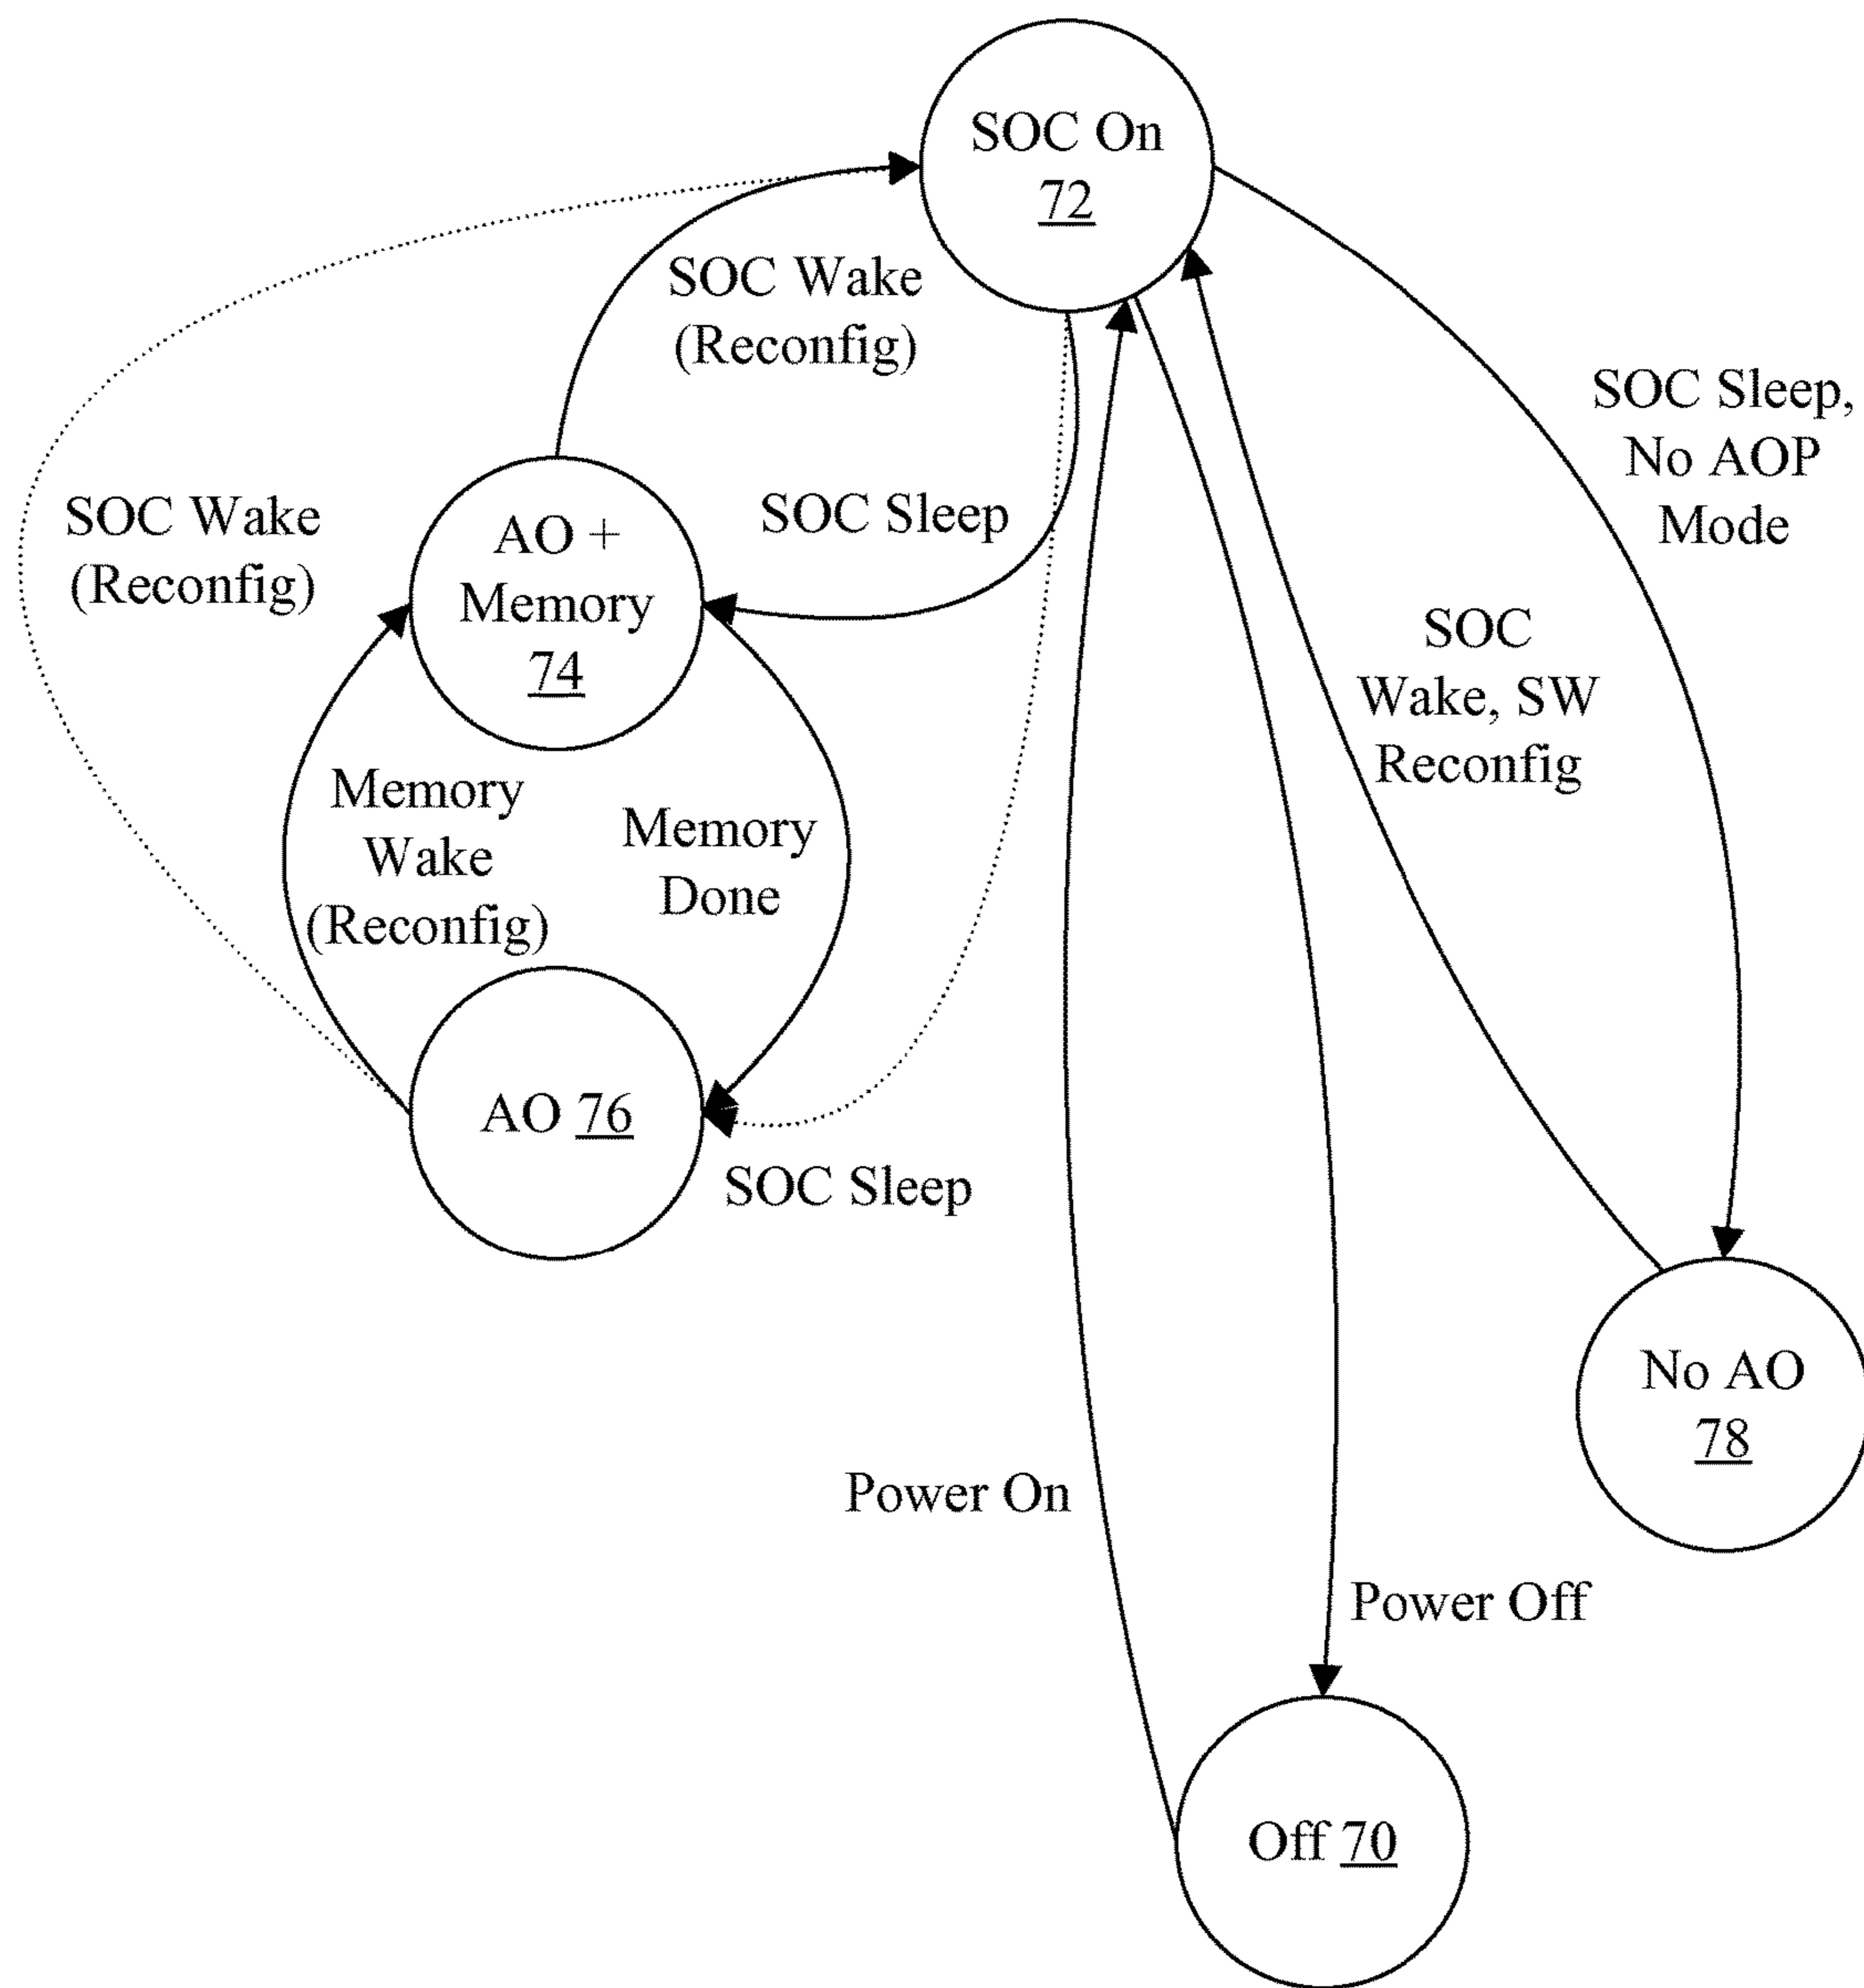 SOC On
72
SOC Wake
(Reconfig)
SOC Sleep,
No AOP
Mode
SOC Wake
(Reconfig)
AO +
Memory
74
SOC Sleep
SOC
Wake, SW
Reconfig
Memory
Wake
(Reconfig)
Memory
Done
AO 76
SOC Sleep
No AO
78
Power On
Power Off
Off 70